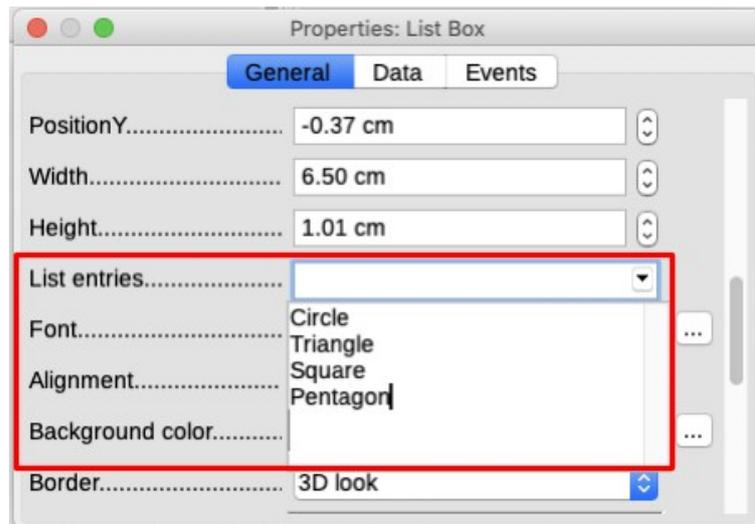 Properties: List Box
General Data Events
PositionY........................ -0.37 cm
Width............................. 6.50 cm
Height............................ 1.01 cm
List entries.....................
Circle
Font...............................
Triangle
Square
Alignment......................
Pentagon
Background color...........
Border............................ 3D look